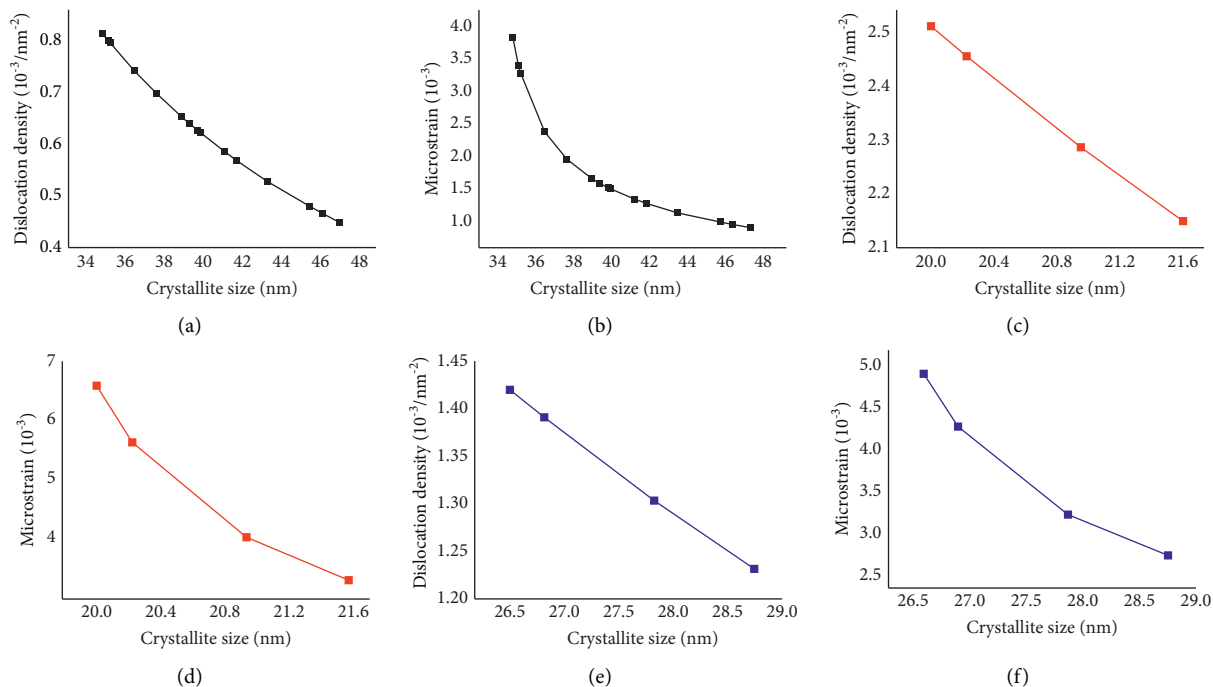 Dislocation density (10⁻³/nm⁻²)
0.8
0.7
0.6
0.5
0.4
34 36 38 40 42 44 46 48
Crystallite size (nm)
(a)
Microstrain (10⁻³)
4.0
3.5
3.0
2.5
2.0
1.5
1.0
34 36 38 40 42 44 46 48
Crystallite size (nm)
(b)
Dislocation density (10⁻³/nm⁻²)
2.5
2.4
2.3
2.2
2.1
20.0 20.4 20.8 21.2 21.6
Crystallite size (nm)
(c)
Microstrain (10⁻³)
7
6
5
4
20.0 20.4 20.8 21.2 21.6
Crystallite size (nm)
(d)
Dislocation density (10⁻³/nm⁻²)
1.45
1.40
1.35
1.30
1.25
1.20
26.5 27.0 27.5 28.0 28.5 29.0
Crystallite size (nm)
(e)
Microstrain (10⁻³)
5.0
4.5
4.0
3.5
3.0
2.5
26.5 27.0 27.5 28.0 28.5 29.0
Crystallite size (nm)
(f)